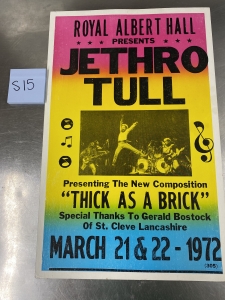 ROYAL ALBERT HALL
★ ★ ★ PRESENTS ★ ★ ★
JETHRO
TULL
S15
Presenting The New Composition
"THICK AS A BRICK"
Special Thanks To Gerald Bostock
Of St. Cleve Lancashire
MARCH 21 & 22 - 1972